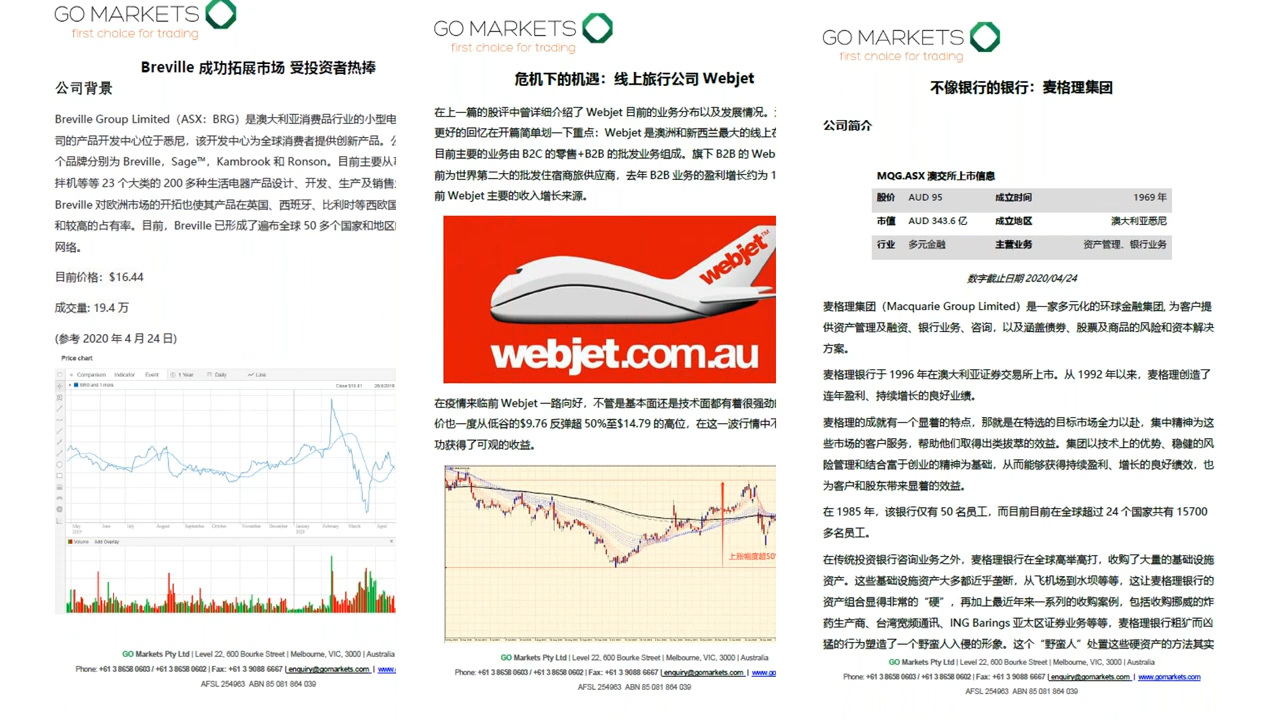 GO MARKETS
first choice for trading
Breville 成功拓展市场 受投资者热捧
公司背景
Breville Group Limited（ASX：BRG）是澳大利亚消费品行业的小型电
司的产品开发中心位于悉尼，该开发中心为全球消费者提供创新产品。公
个品牌分别为 Breville，Sage™，Kambrook 和 Ronson。目前主要从事
拌机等等 23 个大类的 200 多种生活电器产品设计、开发、生产及销售
Breville 对欧洲市场的开拓也使其产品在英国、西班牙、比利时等西欧国
和较高的占有率。目前，Breville 已形成了遍布全球 50 多个国家和地区
网络。
目前价格：$16.44
成交量: 19.4 万
(参考 2020 年 4 月 24 日)
Price chart
Comparison Indicator Event 1 Year Daily Line
Volume Add Overlay
GO Markets Pty Ltd | Level 22, 600 Bourke Street | Melbourne, VIC, 3000 | Australia
Phone: +61 3 8658 0603 / +61 3 8658 0602 | Fax: +61 3 9088 6667 | enquiry@gomarkets.com | www.
AFSL 254963 ABN 85 081 864 039
GO MARKETS
first choice for trading
危机下的机遇：线上旅行公司 Webjet
在上一篇的股评中曾详细介绍了 Webjet 目前的业务分布以及发展情况。
更好的回忆在开篇简单划一下重点：Webjet 是澳洲和新西兰最大的线上在
目前主要的业务由 B2C 的零售+B2B 的批发业务组成。旗下 B2B 的 Web
前为世界第二大的批发住宿商旅供应商，去年 B2B 业务的盈利增长约为 1
前 Webjet 主要的收入增长来源。
webjet™
webjet.com.au
在疫情来临前 Webjet 一路向好，不管是基本面还是技术面都有着很强劲的
价也一度从低谷的$9.76 反弹超 50%至$14.79 的高位，在这一波行情中不
功获得了可观的收益。
上涨幅度超50%
GO Markets Pty Ltd | Level 22, 600 Bourke Street | Melbourne, VIC, 3000 | Australia
Phone: +61 3 8658 0603 / +61 3 8658 0602 | Fax: +61 3 9088 6667 | enquiry@gomarkets.com | www.go
AFSL 254963 ABN 85 081 864 039
GO MARKETS
first choice for trading
不像银行的银行：麦格理集团
公司简介
MQG.ASX 澳交所上市信息
股价 AUD 95 成立时间 1969 年
市值 AUD 343.6 亿 成立地区 澳大利亚悉尼
行业 多元金融 主营业务 资产管理、银行业务
数字截止日期 2020/04/24
麦格理集团（Macquarie Group Limited）是一家多元化的环球金融集团, 为客户提
供资产管理及融资、银行业务、咨询，以及涵盖债券、股票及商品的风险和资本解决
方案。
麦格理银行于 1996 年在澳大利亚证券交易所上市。从 1992 年以来，麦格理创造了
连年盈利、持续增长的良好业绩。
麦格理的成就有一个显着的特点，那就是在特选的目标市场全力以赴，集中精神为这
些市场的客户服务，帮助他们取得出类拔萃的效益。集团以技术上的优势、稳健的风
险管理和结合富于创业的精神为基础，从而能够获得持续盈利、增长的良好绩效，也
为客户和股东带来显着的效益。
在 1985 年，该银行仅有 50 名员工，而目前目前在全球超过 24 个国家共有 15700
多名员工。
在传统投资银行咨询业务之外，麦格理银行在全球高举高打，收购了大量的基础设施
资产。这些基础设施资产大多都近乎垄断，从飞机场到水坝等等，这让麦格理银行的
资产组合显得非常的“硬”，再加上最近年来一系列的收购案例，包括收购挪威的炸
药生产商、台湾宽频通讯、ING Barings 亚太区证券业务等等，麦格理银行粗犷而凶
猛的行为塑造了一个野蛮人入侵的形象。这个“野蛮人”处置这些硬资产的方法其实
GO Markets Pty Ltd | Level 22, 600 Bourke Street | Melbourne, VIC, 3000 | Australia
Phone: +61 3 8658 0603 / +61 3 8658 0602 | Fax: +61 3 9088 6667 | enquiry@gomarkets.com | www.gomarkets.com
AFSL 254963 ABN 85 081 864 039